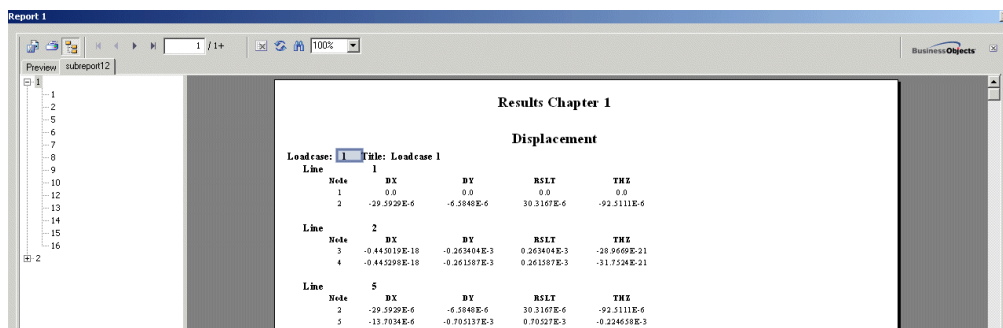 Report 1
1 /1+ 100% BusinessObjects
Preview subreport12
1
1
2
5
6
7
8
9
10
12
13
14
15
16
2
Results Chapter 1
Displacement
Loadcase: 1 Title: Loadcase 1
Line 1
Node DX DY RSLT THZ
1 0.0 0.0 0.0 0.0
2 -29.5929E-6 -6.5848E-6 30.3167E-6 -92.5111E-6
Line 2
Node DX DY RSLT THZ
3 -0.445019E-18 -0.263404E-3 0.263404E-3 -28.9669E-21
4 -0.445298E-18 -0.261587E-3 0.261587E-3 -31.7524E-21
Line 5
Node DX DY RSLT THZ
2 -29.5929E-6 -6.5848E-6 30.3167E-6 -92.5111E-6
5 -13.7034E-6 -0.705137E-3 0.70527E-3 -0.224658E-3